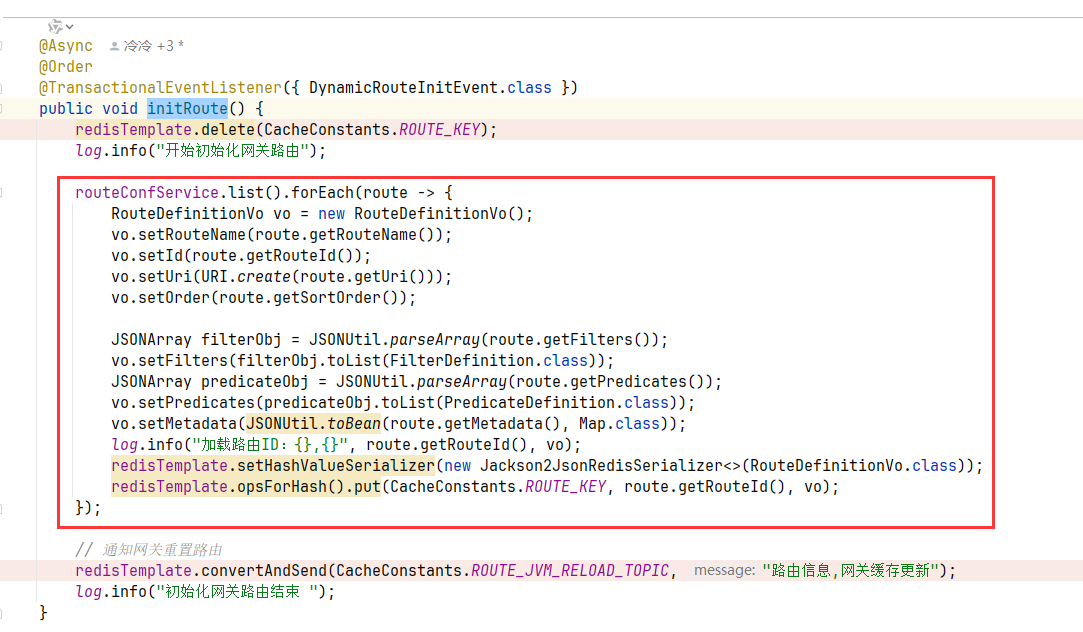 @Async 冷冷 +3 *
@Order
@TransactionalEventListener({ DynamicRouteInitEvent.class })
public void initRoute() {
redisTemplate.delete(CacheConstants.ROUTE_KEY);
log.info("开始初始化网关路由");
routeConfService.list().forEach(route -> {
RouteDefinitionVo vo = new RouteDefinitionVo();
vo.setRouteName(route.getRouteName());
vo.setId(route.getRouteId());
vo.setUri(URI.create(route.getUri()));
vo.setOrder(route.getSortOrder());
JSONArray filterObj = JSONUtil.parseArray(route.getFilters());
vo.setFilters(filterObj.toList(FilterDefinition.class));
JSONArray predicateObj = JSONUtil.parseArray(route.getPredicates());
vo.setPredicates(predicateObj.toList(PredicateDefinition.class));
vo.setMetadata(JSONUtil.toBean(route.getMetadata(), Map.class));
log.info("加载路由ID：{},{}", route.getRouteId(), vo);
redisTemplate.setHashValueSerializer(new Jackson2JsonRedisSerializer<>(RouteDefinitionVo.class));
redisTemplate.opsForHash().put(CacheConstants.ROUTE_KEY, route.getRouteId(), vo);
});
// 通知网关重置路由
redisTemplate.convertAndSend(CacheConstants.ROUTE_JVM_RELOAD_TOPIC, message: "路由信息,网关缓存更新");
log.info("初始化网关路由结束 ");
}